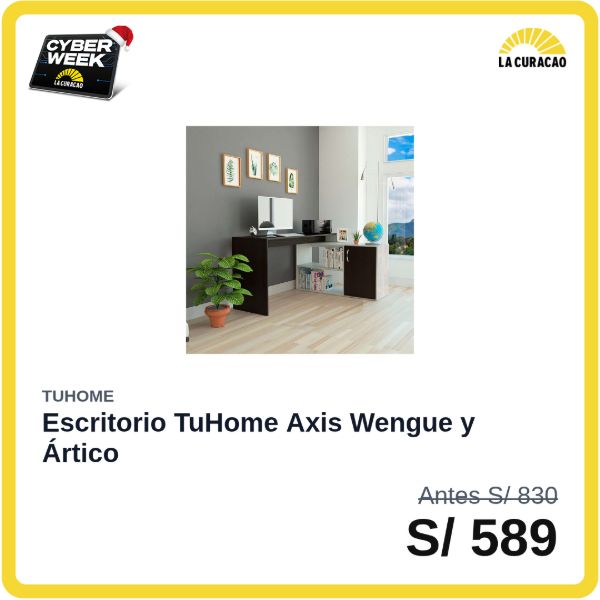 CYBER
WEEK
LA CURACAO
LA CURACAO
TUHOME
Escritorio TuHome Axis Wengue y
Ártico
Antes S/ 830
S/ 589